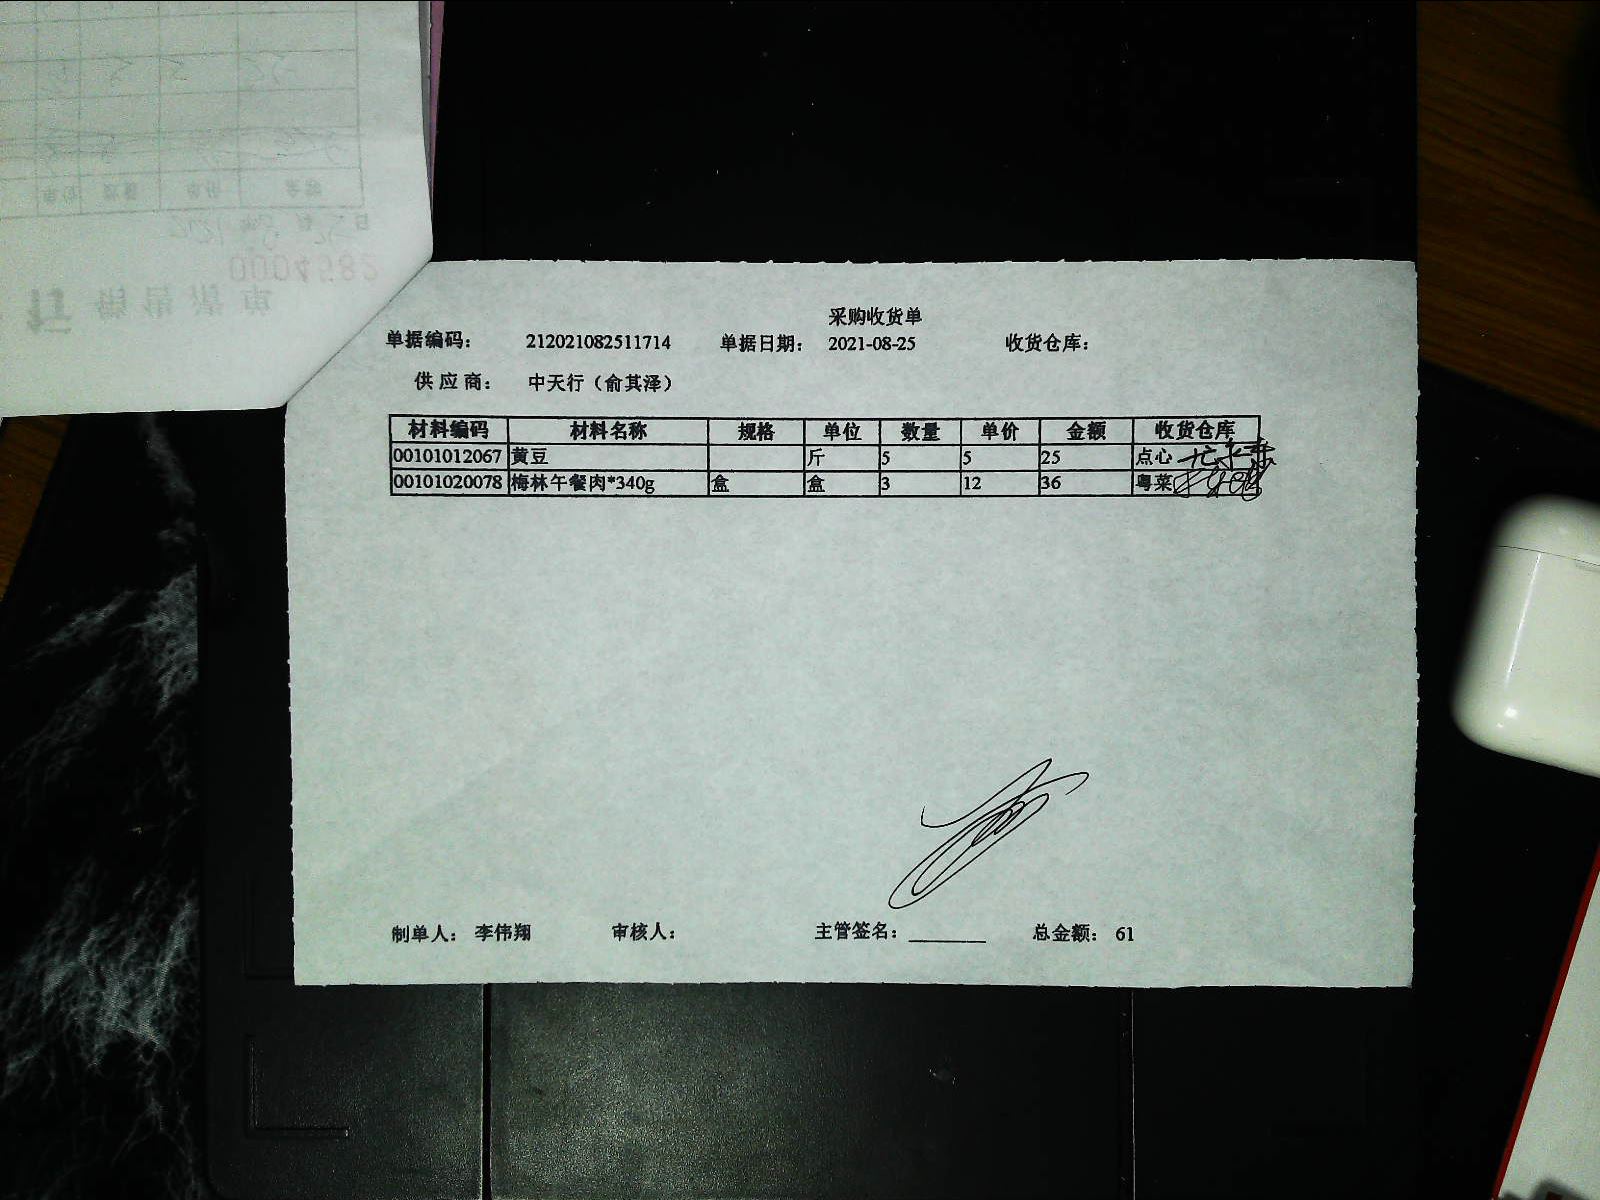 采购收货单
单据编码： 212021082511714 单据日期： 2021-08-25 收货仓库：
供应商： 中天行（俞其泽）
材料编码 材料名称 规格 单位 数量 单价 金额 收货仓库
00101012067 黄豆 斤 5 5 25 点心
00101020078 梅林午餐肉*340g 盒 盒 3 12 36 粤菜
制单人： 李伟翔 审核人： 主管签名：________ 总金额： 61
0004582